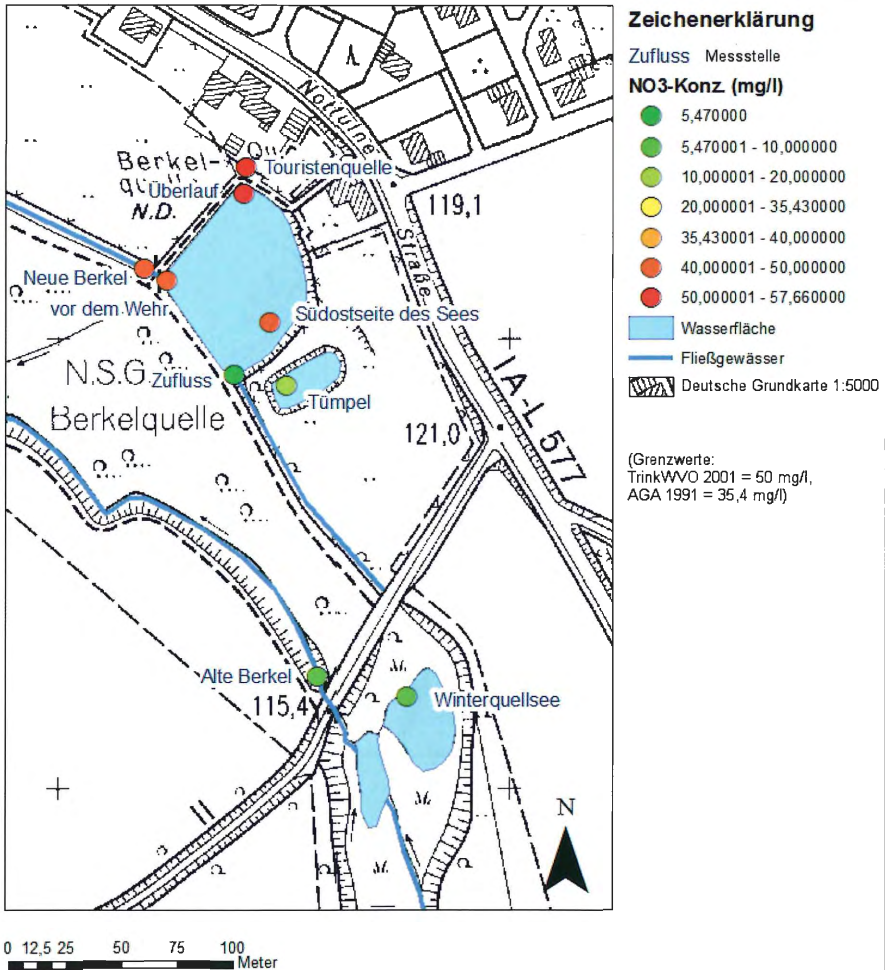 Zeichenerklärung
Zufluss Messstelle
NO3-Konz. (mg/l)
5,470000
5,470001 - 10,000000
10,000001 - 20,000000
20,000001 - 35,430000
35,430001 - 40,000000
40,000001 - 50,000000
50,000001 - 57,660000
Wasserfläche
Fließgewässer
Deutsche Grundkarte 1:5000
(Grenzwerte:
TrinkWVO 2001 = 50 mg/l,
AGA 1991 = 35,4 mg/l)
Nottulner
Straße
Berkel-
N.D.
Touristenquelle
Überlauf
119,1
Neue Berkel
vor dem Wehr
Südostseite des Sees
N.S.G.
Berkelquelle
Zufluss
Tümpel
121,0
IA-L 577
Alte Berkel
115,4
Winterquellsee
N
0 12,5 25 50 75 100
Meter